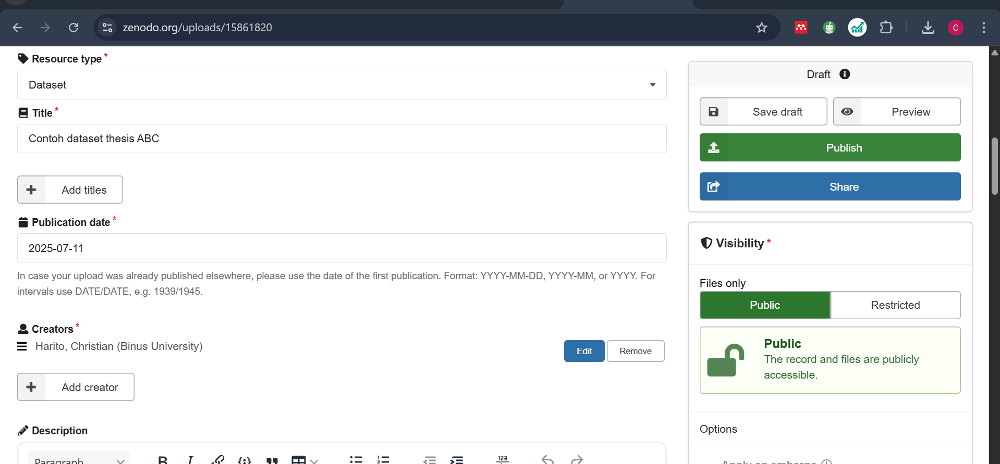 zenodo.org/uploads/15861820
C
Resource type *
Dataset
Title *
Contoh dataset thesis ABC
Add titles
Publication date *
2025-07-11
In case your upload was already published elsewhere, please use the date of the first publication. Format: YYYY-MM-DD, YYYY-MM, or YYYY. For
intervals use DATE/DATE, e.g. 1939/1945.
Creators *
Harito, Christian (Binus University)
Edit
Remove
Add creator
Description
Paragraph
Draft
Save draft
Preview
Publish
Share
Visibility *
Files only
Public
Restricted
Public
The record and files are publicly
accessible.
Options
Apply an embargo